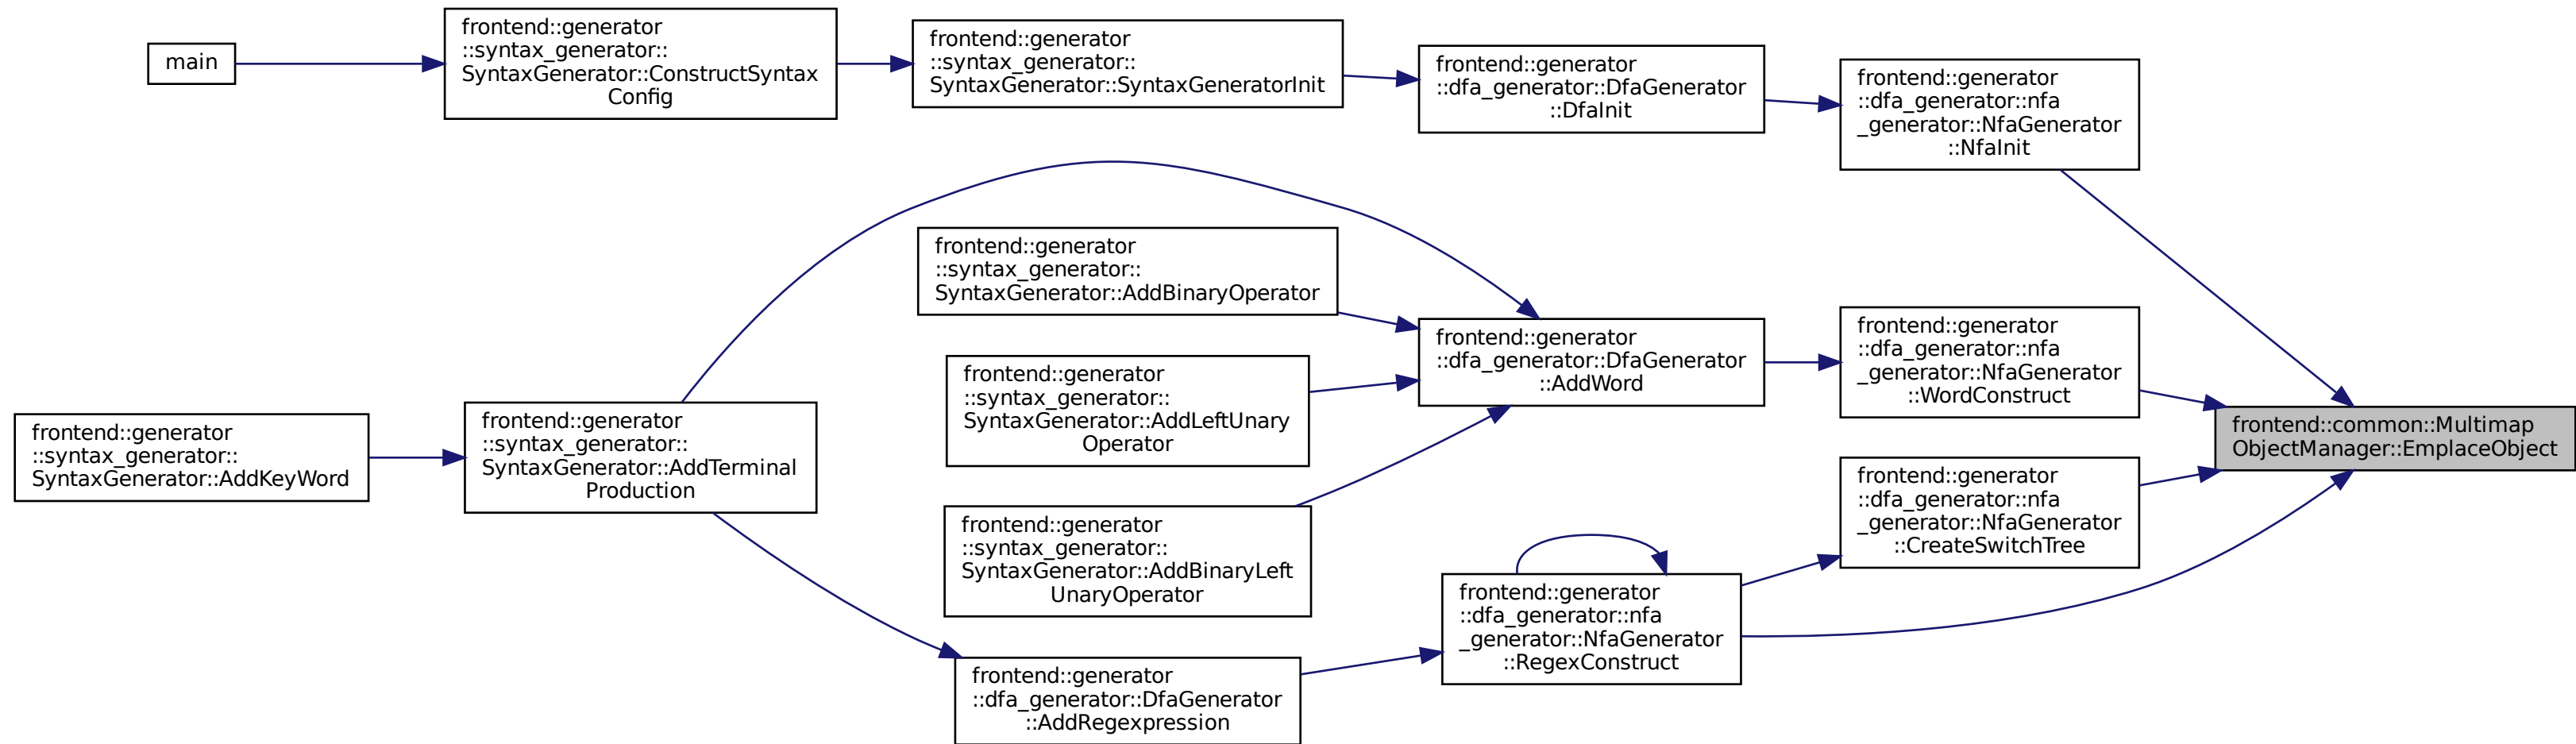 main
frontend::generator
::syntax_generator::
SyntaxGenerator::ConstructSyntax
Config
frontend::generator
::syntax_generator::
SyntaxGenerator::SyntaxGeneratorInit
frontend::generator
::dfa_generator::DfaGenerator
::DfaInit
frontend::generator
::dfa_generator::nfa
_generator::NfaGenerator
::NfaInit
frontend::generator
::syntax_generator::
SyntaxGenerator::AddBinaryOperator
frontend::generator
::syntax_generator::
SyntaxGenerator::AddLeftUnary
Operator
frontend::generator
::dfa_generator::DfaGenerator
::AddWord
frontend::generator
::dfa_generator::nfa
_generator::NfaGenerator
::WordConstruct
frontend::generator
::syntax_generator::
SyntaxGenerator::AddKeyWord
frontend::generator
::syntax_generator::
SyntaxGenerator::AddTerminal
Production
frontend::common::Multimap
ObjectManager::EmplaceObject
frontend::generator
::dfa_generator::nfa
_generator::NfaGenerator
::CreateSwitchTree
frontend::generator
::syntax_generator::
SyntaxGenerator::AddBinaryLeft
UnaryOperator
frontend::generator
::dfa_generator::nfa
_generator::NfaGenerator
::RegexConstruct
frontend::generator
::dfa_generator::DfaGenerator
::AddRegexpression